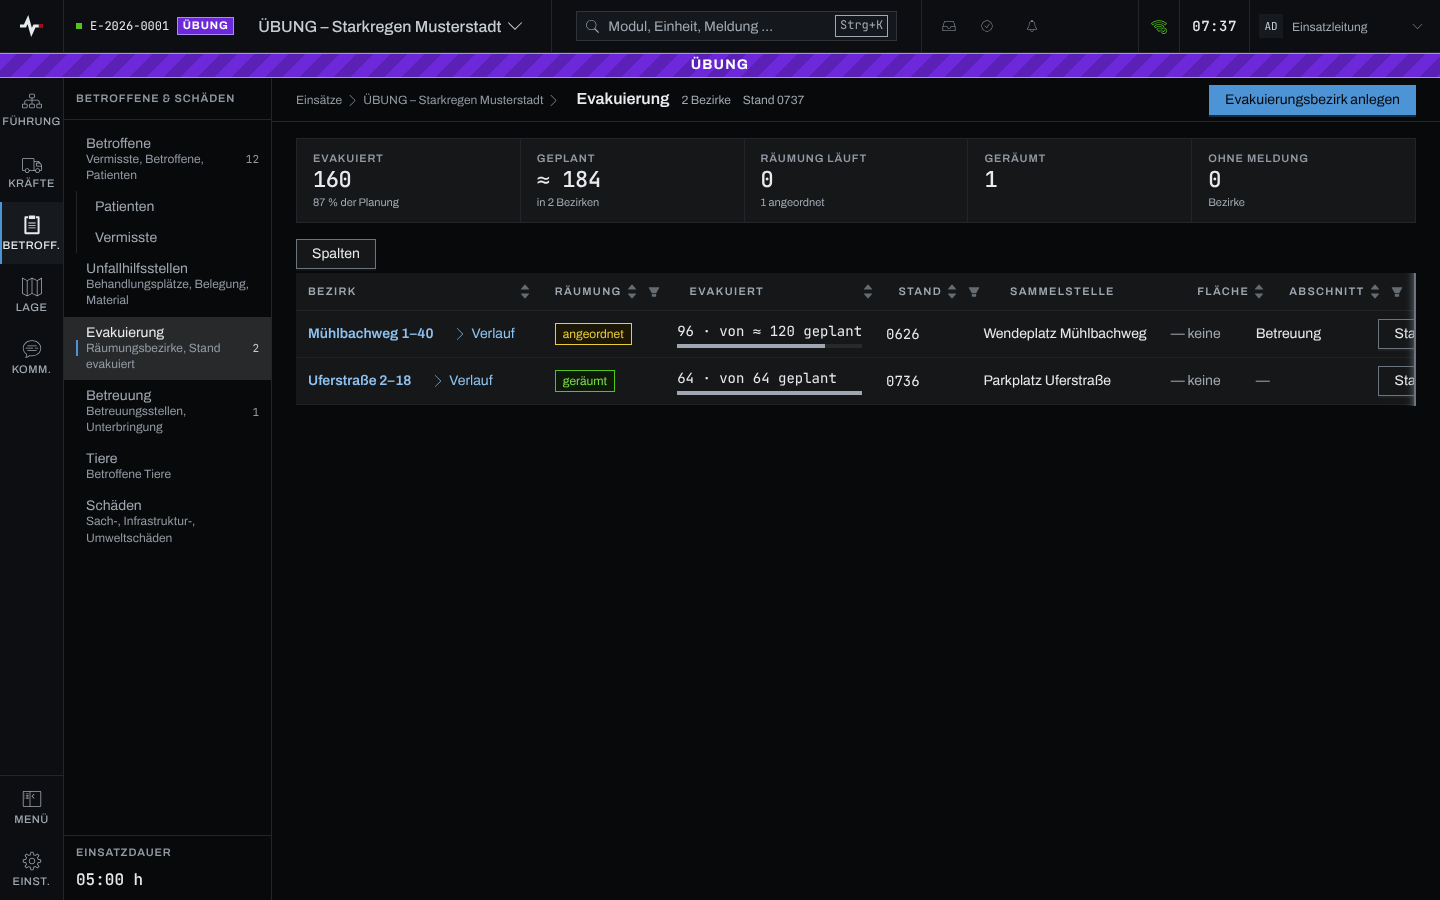 E-2026-0001 ÜBUNG ÜBUNG – Starkregen Musterstadt Modul, Einheit, Meldung ... Strg+K 07:37 AD Einsatzleitung
ÜBUNG
FÜHRUNG
KRÄFTE
BETROFF.
LAGE
KOMM.
MENÜ
EINST.
BETROFFENE & SCHÄDEN
Betroffene
Vermisste, Betroffene, 12
Patienten
Patienten
Vermisste
Unfallhilfsstellen
Behandlungsplätze, Belegung,
Material
Evakuierung
Räumungsbezirke, Stand 2
evakuiert
Betreuung
Betreuungsstellen, 1
Unterbringung
Tiere
Betroffene Tiere
Schäden
Sach-, Infrastruktur-,
Umweltschäden
EINSATZDAUER
05:00 h
Einsätze ÜBUNG – Starkregen Musterstadt Evakuierung 2 Bezirke Stand 0737 Evakuierungsbezirk anlegen
EVAKUIERT
160
87 % der Planung
GEPLANT
≈ 184
in 2 Bezirken
RÄUMUNG LÄUFT
0
1 angeordnet
GERÄUMT
1
OHNE MELDUNG
0
Bezirke
Spalten
BEZIRK RÄUMUNG EVAKUIERT STAND SAMMELSTELLE FLÄCHE ABSCHNITT
Mühlbachweg 1–40 Verlauf angeordnet 96 · von ≈ 120 geplant 0626 Wendeplatz Mühlbachweg — keine Betreuung Sta
Uferstraße 2–18 Verlauf geräumt 64 · von 64 geplant 0736 Parkplatz Uferstraße — keine — Sta